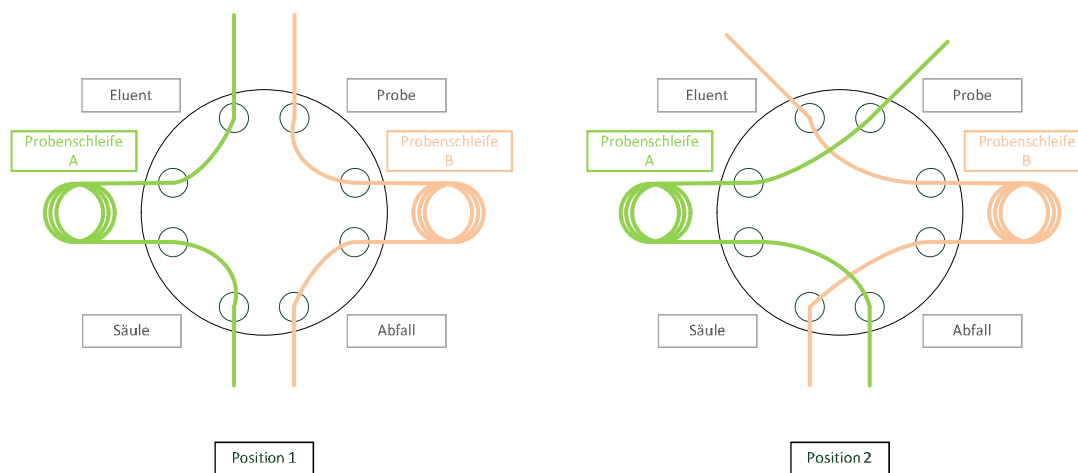 Eluent
Probe
Probenschleife
A
Probenschleife
B
Säule
Abfall
Position 1
Eluent
Probe
Probenschleife
A
Probenschleife
B
Säule
Abfall
Position 2